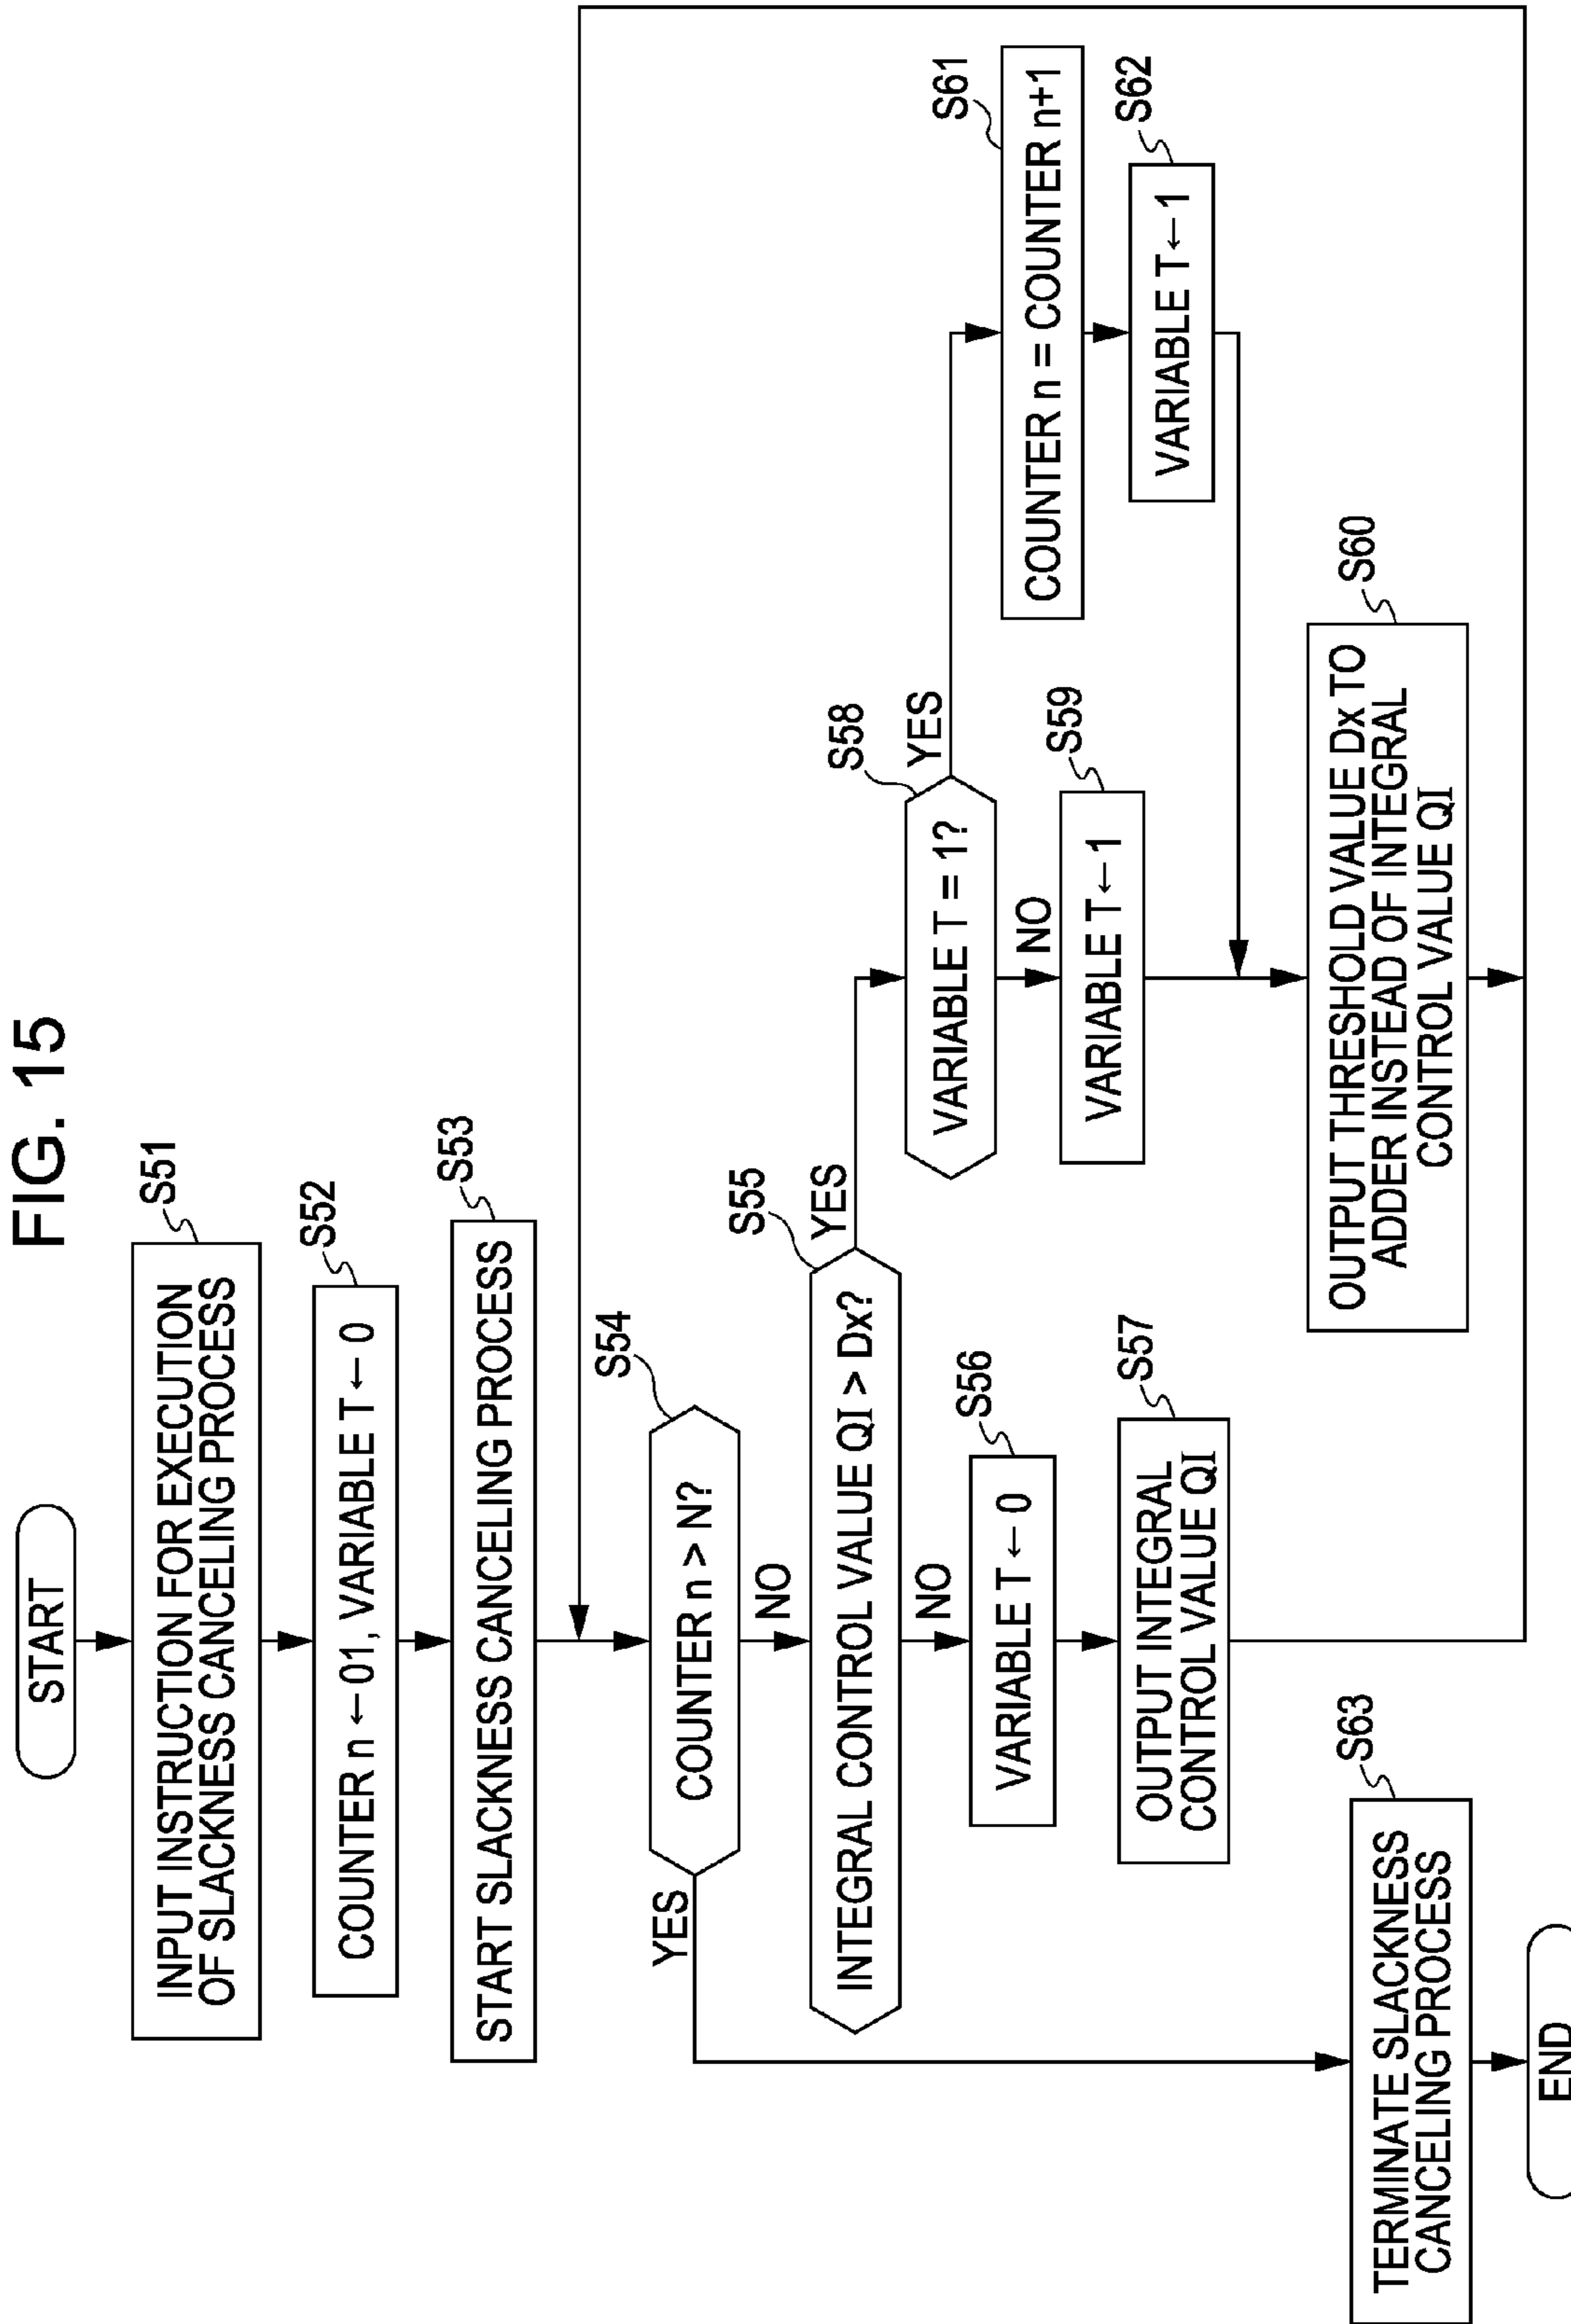 FIG. 15
START
INPUT INSTRUCTION FOR EXECUTION
OF SLACKNESS CANCELING PROCESS
S51
COUNTER n ←01, VARIABLE T ← 0
S52
START SLACKNESS CANCELING PROCESS
S53
COUNTER n > N?
S54
YES
NO
INTEGRAL CONTROL VALUE QI > Dx?
S55
YES
NO
VARIABLE T ← 0
S56
OUTPUT INTEGRAL
CONTROL VALUE QI
S57
VARIABLE T = 1?
S58
YES
NO
VARIABLE T ← 1
S59
OUTPUT THRESHOLD VALUE Dx TO
ADDER INSTEAD OF INTEGRAL
CONTROL VALUE QI
S60
COUNTER n = COUNTER n+1
S61
VARIABLE T ← 1
S62
TERMINATE SLACKNESS
CANCELING PROCESS
S63
END